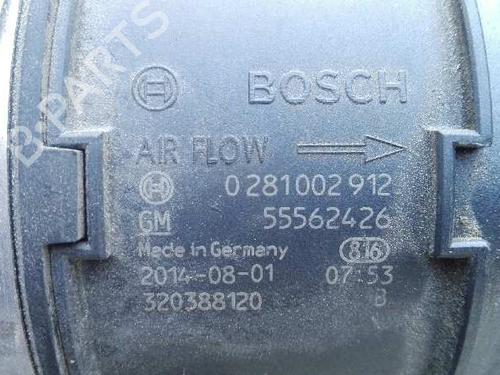 B-PARTS
BOSCH
AIR FLOW
0 281 002 912
GM 55562426
Made in Germany 816
2014-08-01 07:53
320388120 B